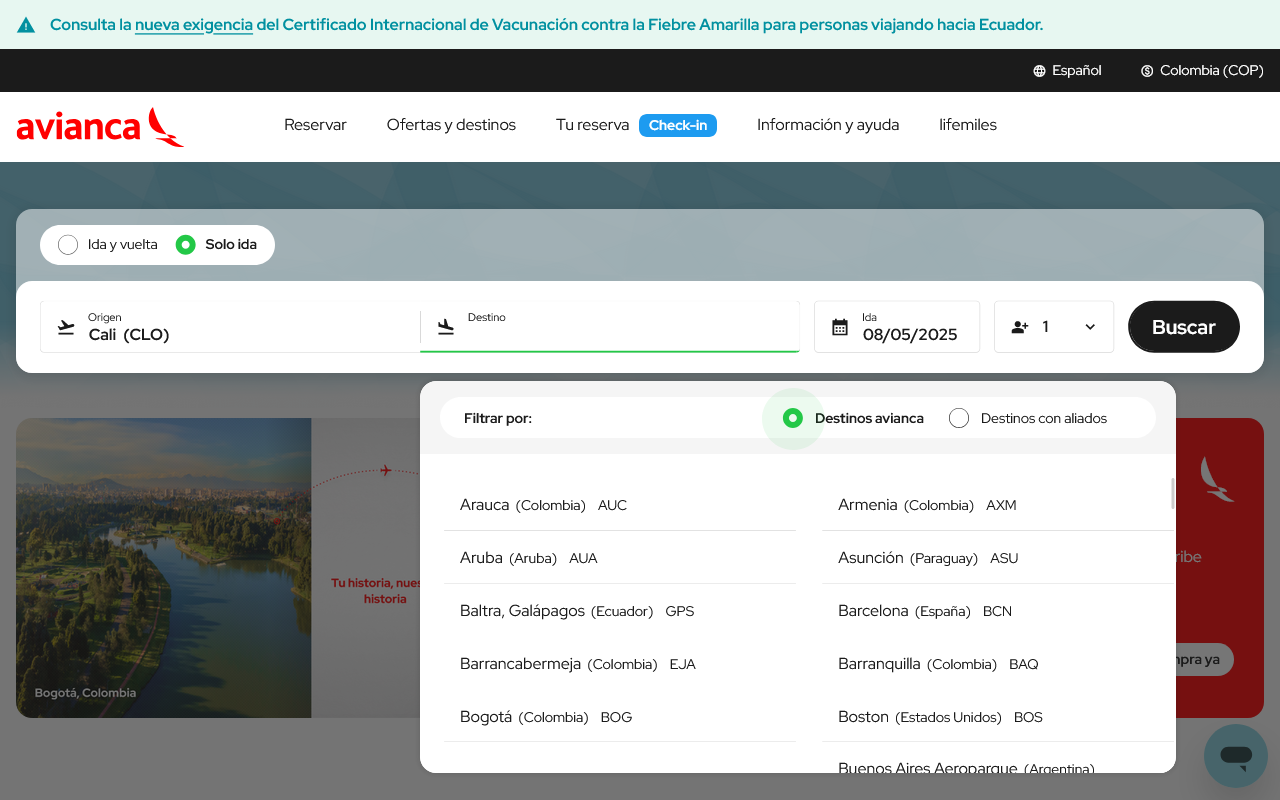 Consulta la nueva exigencia del Certificado Internacional de Vacunación contra la Fiebre Amarilla para personas viajando hacia Ecuador.
Español
Colombia (COP)
avianca
Reservar
Ofertas y destinos
Tu reserva
Check-in
Información y ayuda
lifemiles
Ida y vuelta
Solo ida
Origen
Cali (CLO)
Destino
Ida
08/05/2025
1
Buscar
Filtrar por:
Destinos avianca
Destinos con aliados
Arauca (Colombia) AUC
Armenia (Colombia) AXM
Aruba (Aruba) AUA
Asunción (Paraguay) ASU
Baltra, Galápagos (Ecuador) GPS
Barcelona (España) BCN
Barrancabermeja (Colombia) EJA
Barranquilla (Colombia) BAQ
Bogotá (Colombia) BOG
Boston (Estados Unidos) BOS
Buenos Aires Aeroparque (Argentina)
Tu historia, nues
historia
Bogotá, Colombia
ribe
mpra ya